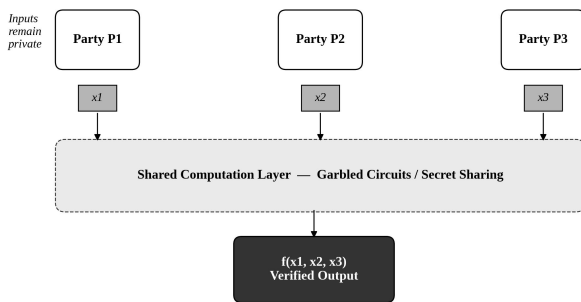 Inputs
remain
private
Party P1
Party P2
Party P3
x1
x2
x3
Shared Computation Layer — Garbled Circuits / Secret Sharing
f(x1, x2, x3)
Verified Output